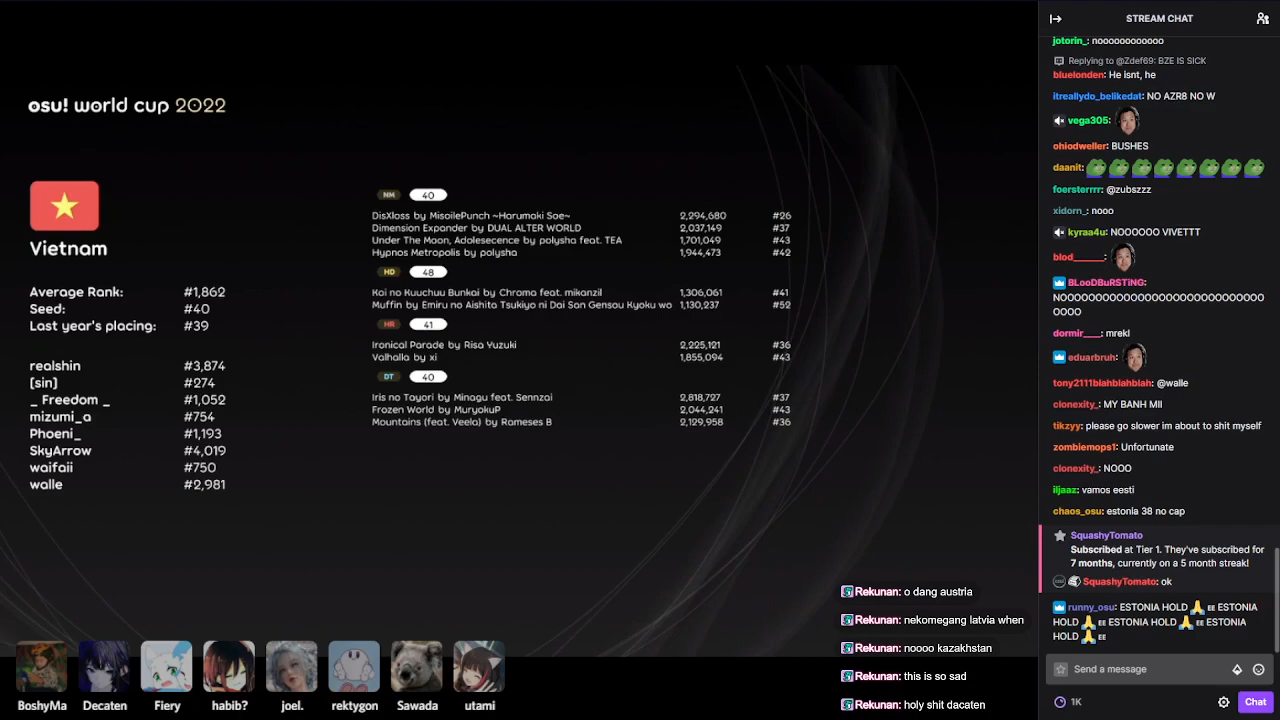 osu! world cup 2022
Vietnam
Average Rank: #1,862
Seed: #40
Last year's placing: #39
realshin #3,874
[sin] #274
_ Freedom _ #1,052
mizumi_a #754
Phoeni_ #1,193
SkyArrow #4,019
waifaii #750
walle #2,981
NM 40
DisXloss by MisoilePunch ~Harumaki Soe~ 2,294,680 #26
Dimension Expander by DUAL ALTER WORLD 2,037,149 #37
Under The Moon, Adolesecence by polysha feat. TEA 1,701,049 #43
Hypnos Metropolis by polysha 1,944,473 #42
HD 48
Koi no Kuuchuu Bunkai by Chroma feat. mikanzil 1,306,061 #41
Muffin by Emiru no Aishita Tsukiyo ni Dai San Gensou Kyoku wo 1,130,237 #52
HR 41
Ironical Parade by Risa Yuzuki 2,225,121 #36
Valhalla by xi 1,855,094 #43
DT 40
Iris no Tayori by Minagu feat. Sennzai 2,818,727 #37
Frozen World by MuryokuP 2,044,241 #43
Mountains (feat. Veela) by Rameses B 2,129,958 #36
BoshyMa Decaten Fiery habib? joel. rektygon Sawada utami
Rekunan: o dang austria
Rekunan: nekomegang latvia when
Rekunan: noooo kazakhstan
Rekunan: this is so sad
Rekunan: holy shit dacaten
STREAM CHAT
jotorin_: noooooooooooo
Replying to @Zdef69: BZE IS SICK
bluelonden: He isnt, he
itreallydo_belikedat: NO AZR8 NO W
vega305:
ohiodweller: BUSHES
daanit:
foersterrrr: @zubszzz
xidorn_: nooo
kyraa4u: NOOOOOO VIVETTT
blod_______:
BLooDBuRSTiNG:
NOOOOOOOOOOOOOOOOOOOOOOOOOOO
OOOO
dormir____: mrekl
eduarbruh:
tony2111blahblahblah: @walle
clonexity_: MY BANH MII
tikzyy: please go slower im about to shit myself
zombiemops1: Unfortunate
clonexity_: NOOO
iljaaz: vamos eesti
chaos_osu: estonia 38 no cap
SquashyTomato
Subscribed at Tier 1. They've subscribed for
7 months, currently on a 5 month streak!
SquashyTomato: ok
runny_osu: ESTONIA HOLD 🙏 EE ESTONIA
HOLD 🙏 EE ESTONIA HOLD 🙏 EE ESTONIA
HOLD 🙏 EE
Send a message
1K
Chat